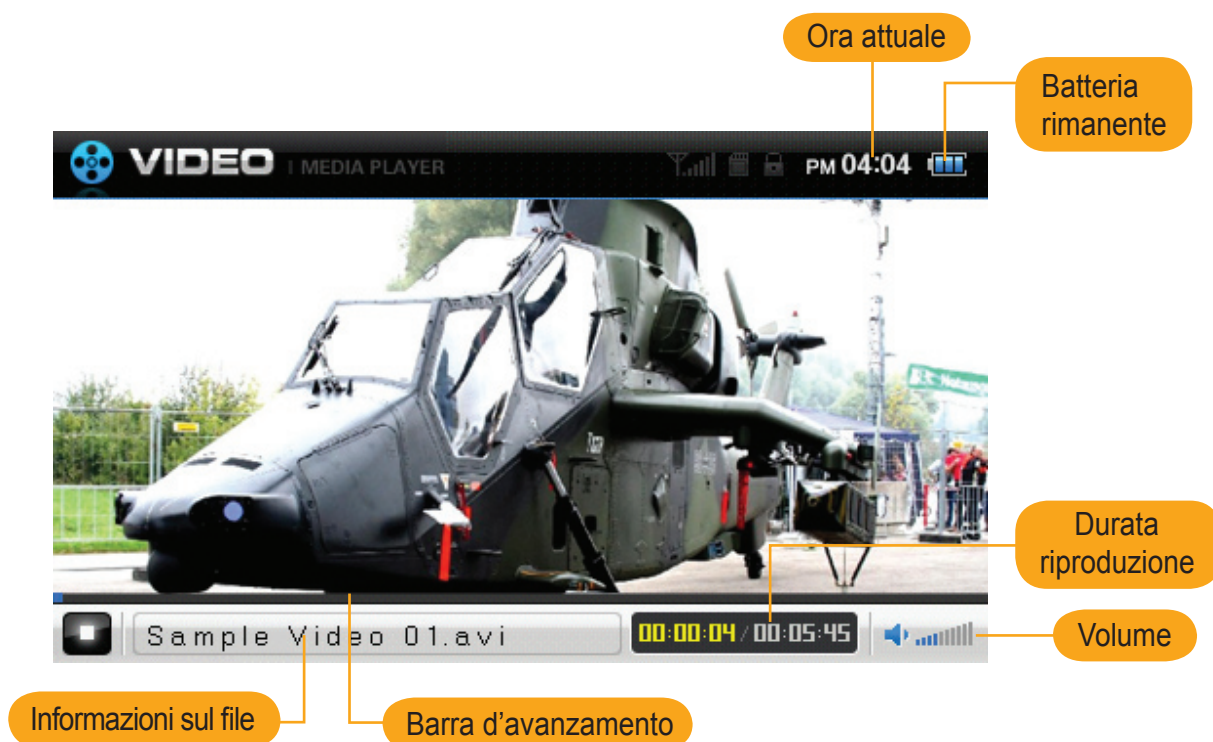 Ora attuale
Batteria
rimanente
VIDEO | MEDIA PLAYER
PM 04:04
Durata
riproduzione
Sample Video 01.avi
00:00:04/00:05:45
Volume
Informazioni sul file
Barra d'avanzamento